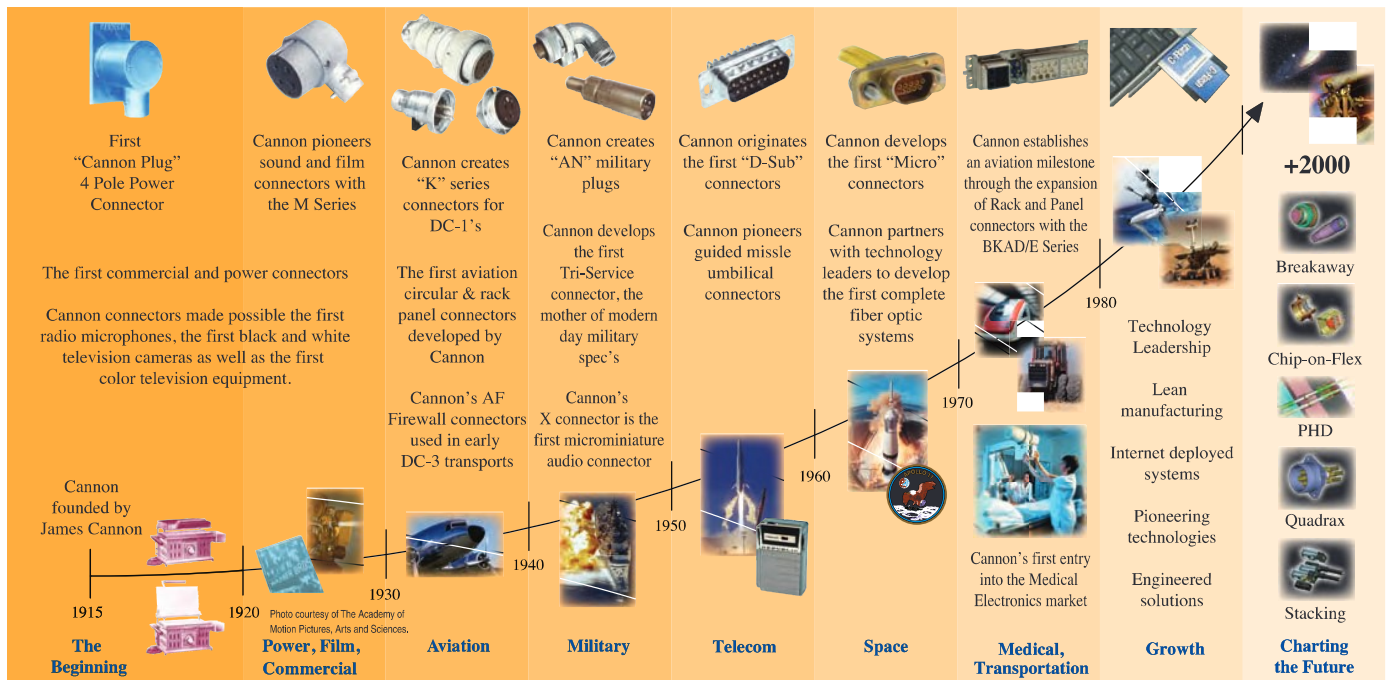 First
“Cannon Plug”
4 Pole Power
Connector
The first commercial and power connectors
Cannon connectors made possible the first
radio microphones, the first black and white
television cameras as well as the first
color television equipment.
Cannon
founded by
James Cannon
1915
The
Beginning
Cannon pioneers
sound and film
connectors with
the M Series
1920
Photo courtesy of The Academy of
Motion Pictures, Arts and Sciences.
Power, Film,
Commercial
Cannon creates
“K” series
connectors for
DC-1’s
The first aviation
circular & rack
panel connectors
developed by
Cannon
Cannon’s AF
Firewall connectors
used in early
DC-3 transports
1930
Aviation
Cannon creates
“AN” military
plugs
Cannon develops
the first
Tri-Service
connector, the
mother of modern
day military
spec’s
Cannon’s
X connector is the
first microminiature
audio connector
1940
Military
Cannon originates
the first “D-Sub”
connectors
Cannon pioneers
guided missle
umbilical
connectors
1950
Telecom
Cannon develops
the first “Micro”
connectors
Cannon partners
with technology
leaders to develop
the first complete
fiber optic
systems
1960
APOLLO 11
Space
Cannon establishes
an aviation milestone
through the expansion
of Rack and Panel
connectors with the
BKAD/E Series
1970
Cannon’s first entry
into the Medical
Electronics market
Medical,
Transportation
C-Flash
1980
Technology
Leadership
Lean
manufacturing
Internet deployed
systems
Pioneering
technologies
Engineered
solutions
Growth
+2000
Breakaway
Chip-on-Flex
PHD
Quadrax
Stacking
Charting
the Future